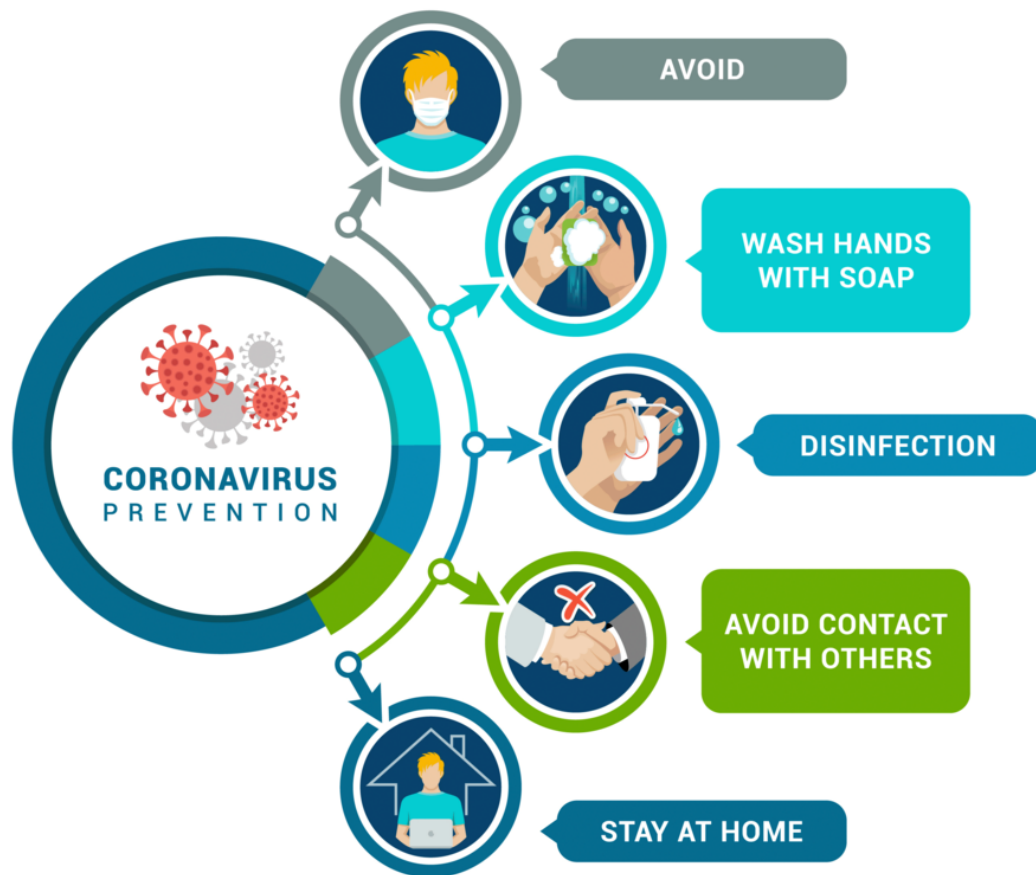 CORONAVIRUS
PREVENTION
AVOID
WASH HANDS
WITH SOAP
DISINFECTION
AVOID CONTACT
WITH OTHERS
STAY AT HOME